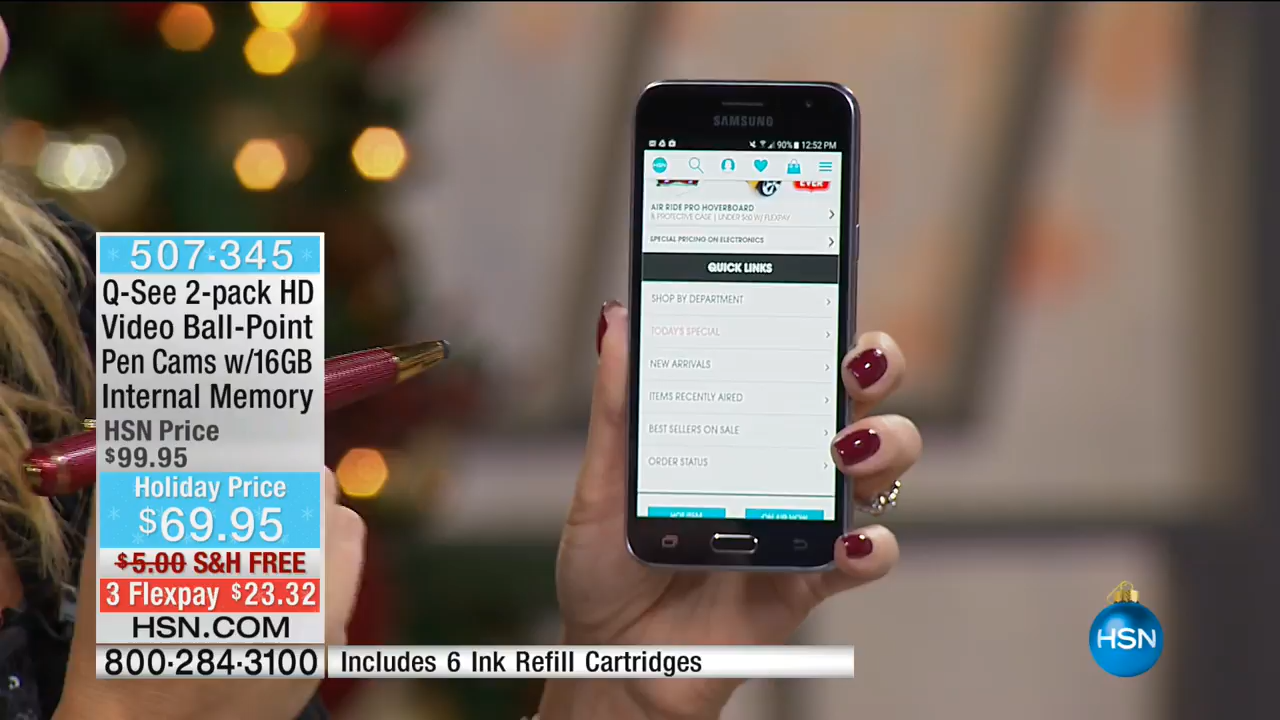 507·345
Q-See 2-pack HD
Video Ball-Point
Pen Cams w/16GB
Internal Memory
HSN Price
$99.95
Holiday Price
$69.95
$5.00 S&H FREE
3 Flexpay $23.32
HSN.COM
800·284·3100
Includes 6 Ink Refill Cartridges
SAMSUNG
90% 12:52 PM
HSN
EVER
AIR RIDE PRO HOVERBOARD
& PROTECTIVE CASE | UNDER $60 W/ FLEXPAY
SPECIAL PRICING ON ELECTRONICS
QUICK LINKS
SHOP BY DEPARTMENT
TODAY'S SPECIAL
NEW ARRIVALS
ITEMS RECENTLY AIRED
BEST SELLERS ON SALE
ORDER STATUS
HSN